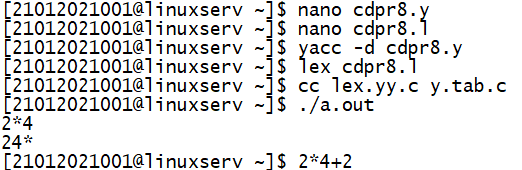 [21012021001@linuxserv ~]$ nano cdpr8.y
[21012021001@linuxserv ~]$ nano cdpr8.l
[21012021001@linuxserv ~]$ yacc -d cdpr8.y
[21012021001@linuxserv ~]$ lex cdpr8.l
[21012021001@linuxserv ~]$ cc lex.yy.c y.tab.c
[21012021001@linuxserv ~]$ ./a.out
2*4
24*
[21012021001@linuxserv ~]$ 2*4+2